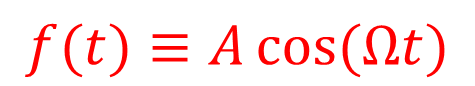 f(t) ≡ A cos(Ωt)